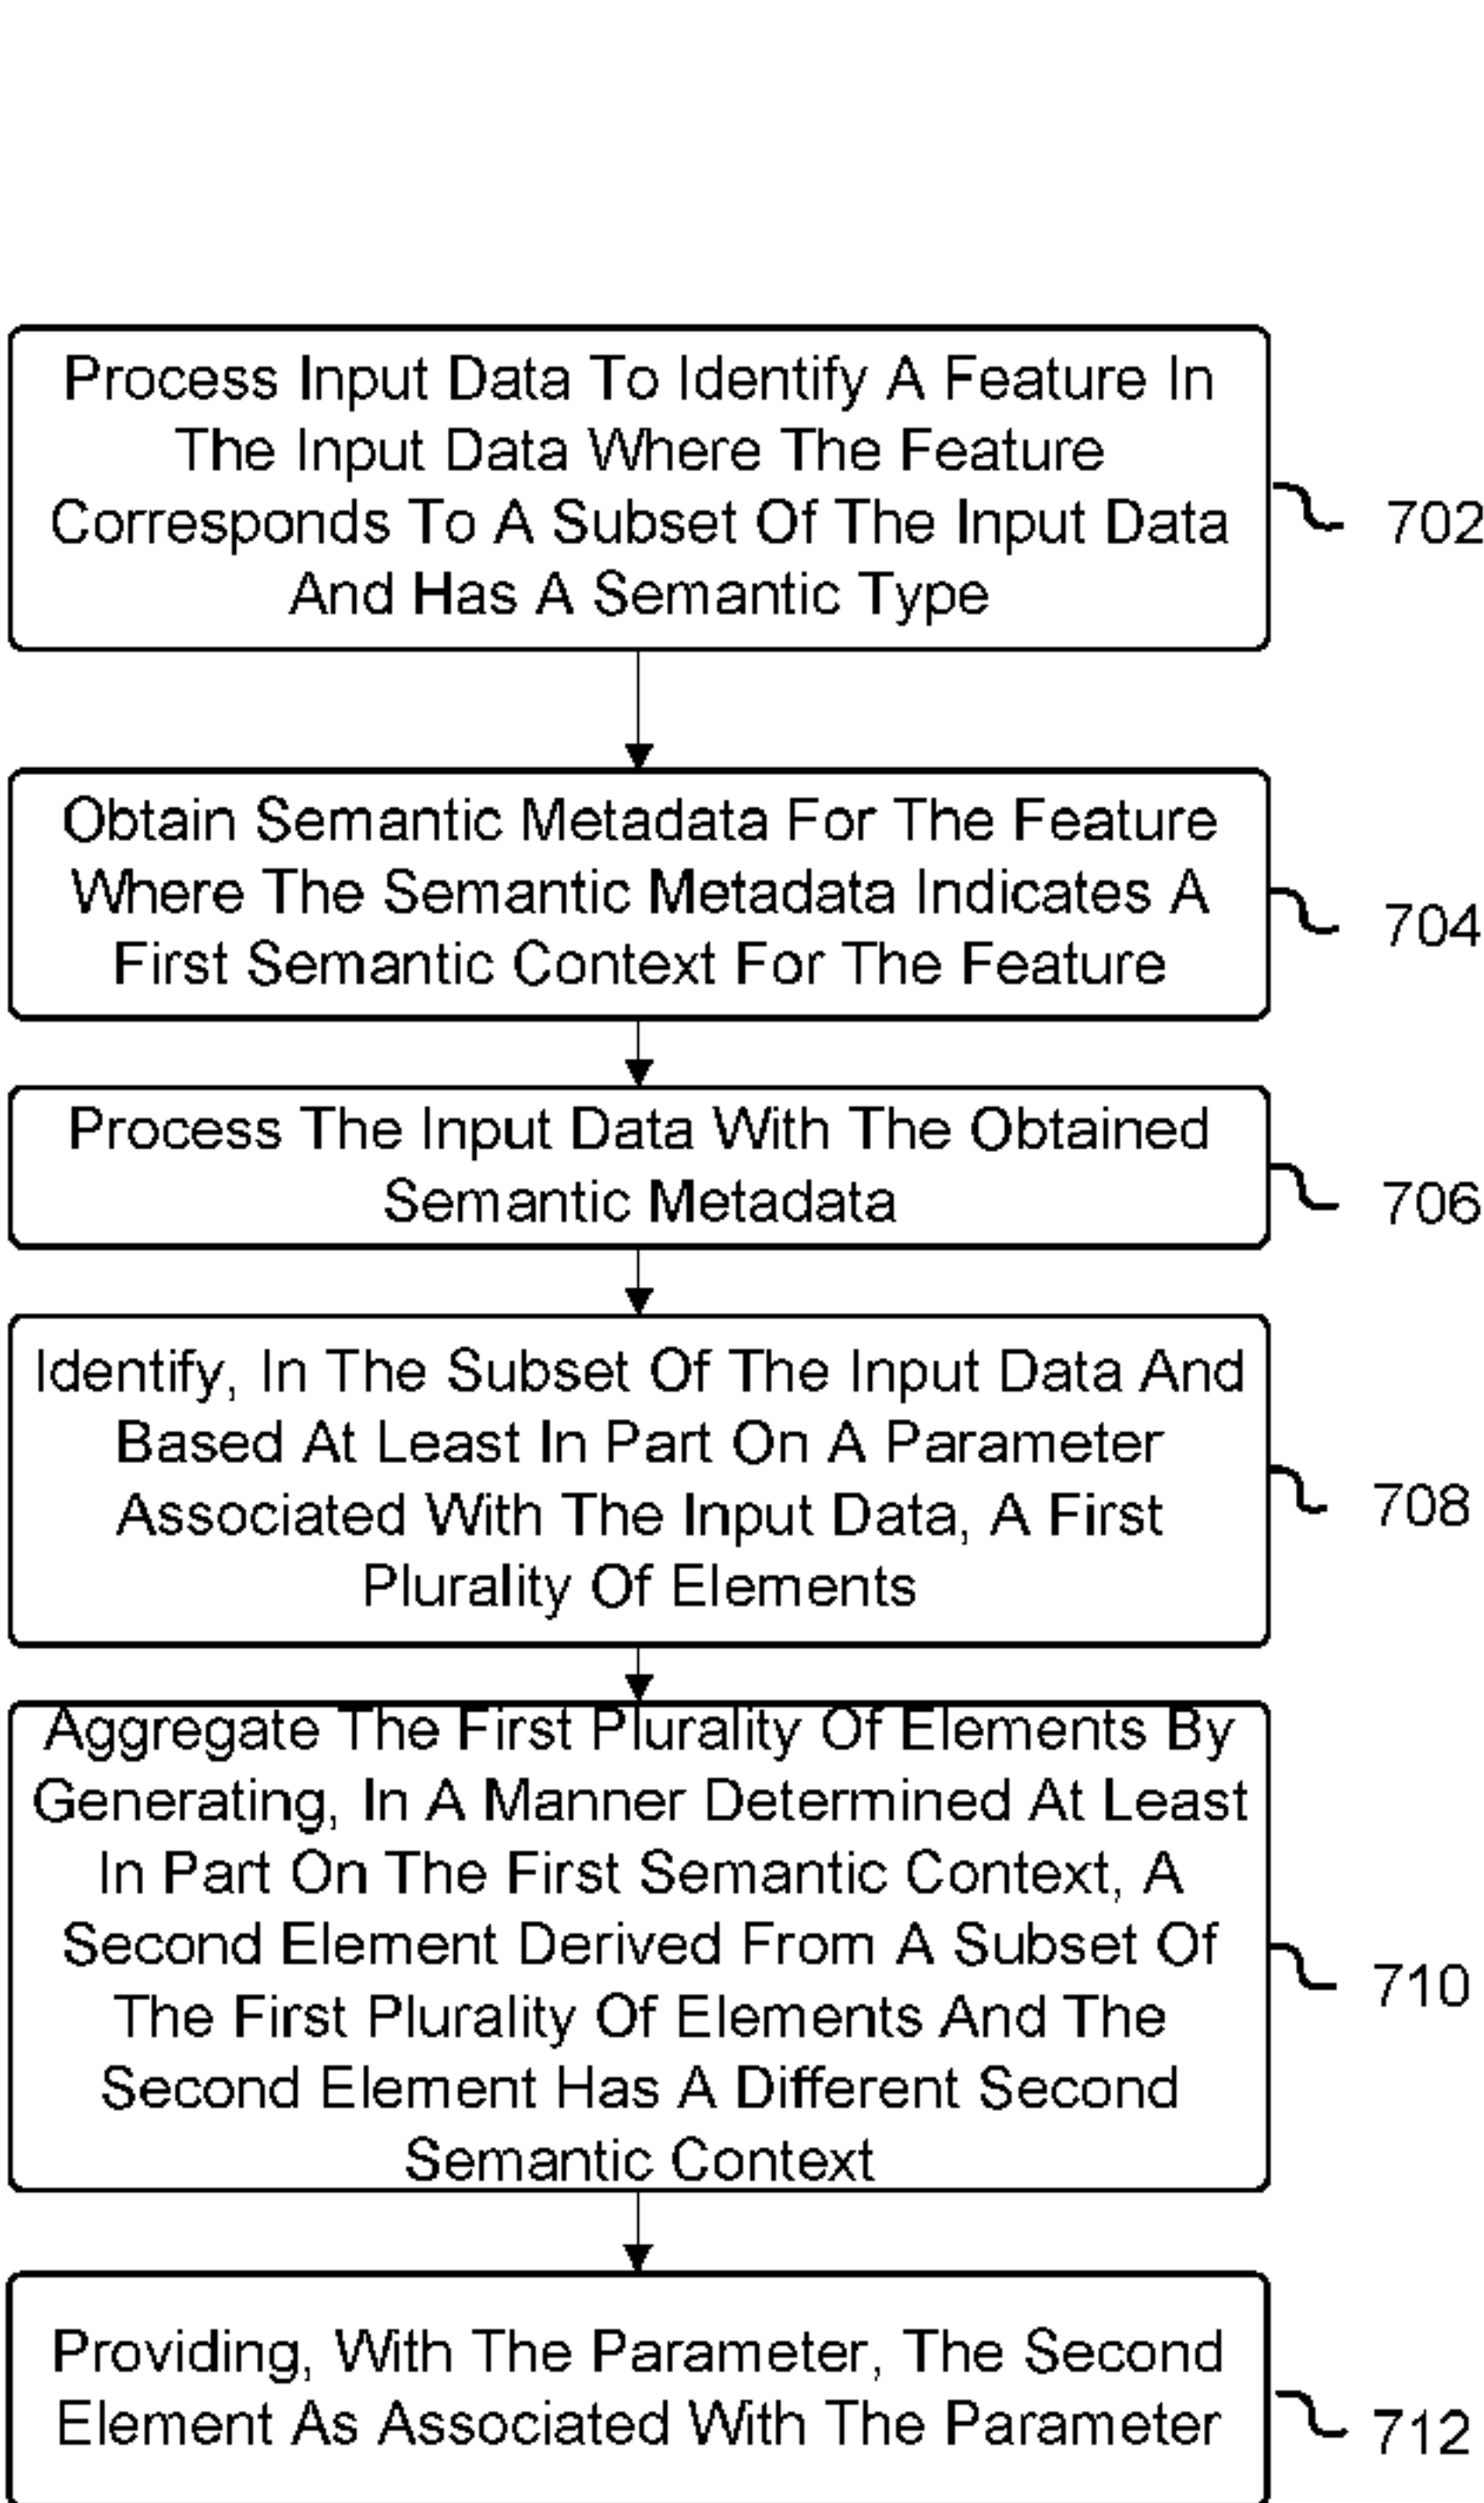 Process Input Data To Identify A Feature In
The Input Data Where The Feature
Corresponds To A Subset Of The Input Data
And Has A Semantic Type
702
Obtain Semantic Metadata For The Feature
Where The Semantic Metadata Indicates A
First Semantic Context For The Feature
704
Process The Input Data With The Obtained
Semantic Metadata
706
Identify, In The Subset Of The Input Data And
Based At Least In Part On A Parameter
Associated With The Input Data, A First
Plurality Of Elements
708
Aggregate The First Plurality Of Elements By
Generating, In A Manner Determined At Least
In Part On The First Semantic Context, A
Second Element Derived From A Subset Of
The First Plurality Of Elements And The
Second Element Has A Different Second
Semantic Context
710
Providing, With The Parameter, The Second
Element As Associated With The Parameter
712